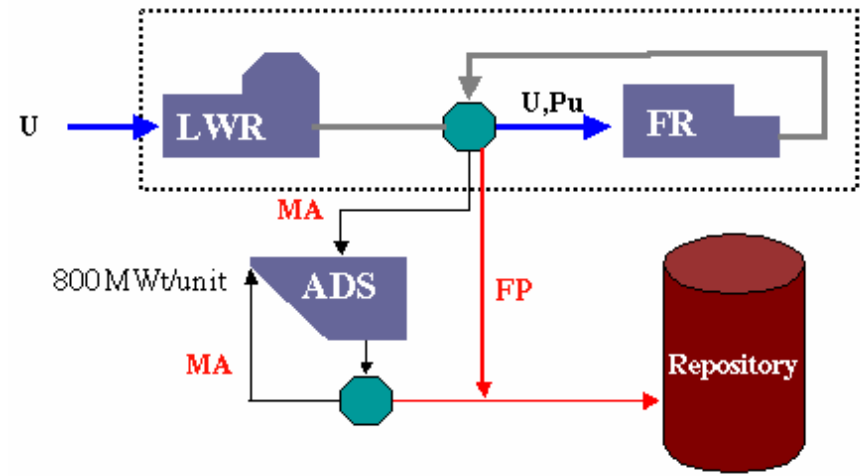 U
LWR
U,Pu
FR
MA
800MWt/unit
ADS
FP
MA
Repository